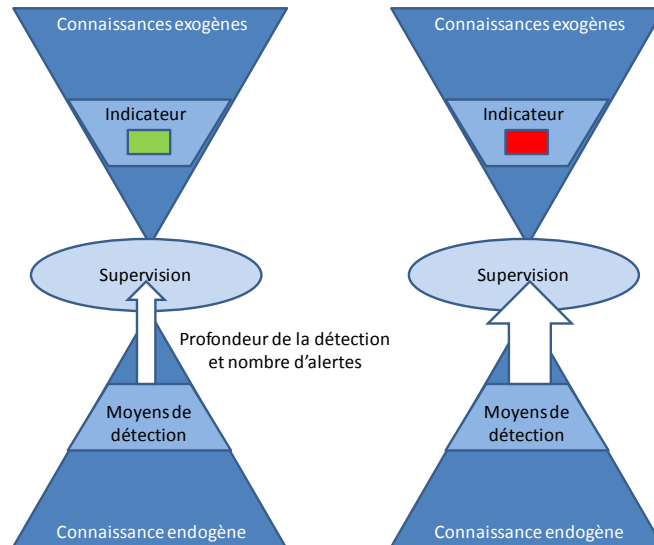 Connaissances exogènes
Indicateur
Supervision
Profondeur de la détection
et nombre d'alertes
Moyens de
détection
Connaissance endogène
Connaissances exogènes
Indicateur
Supervision
Moyens de
détection
Connaissance endogène